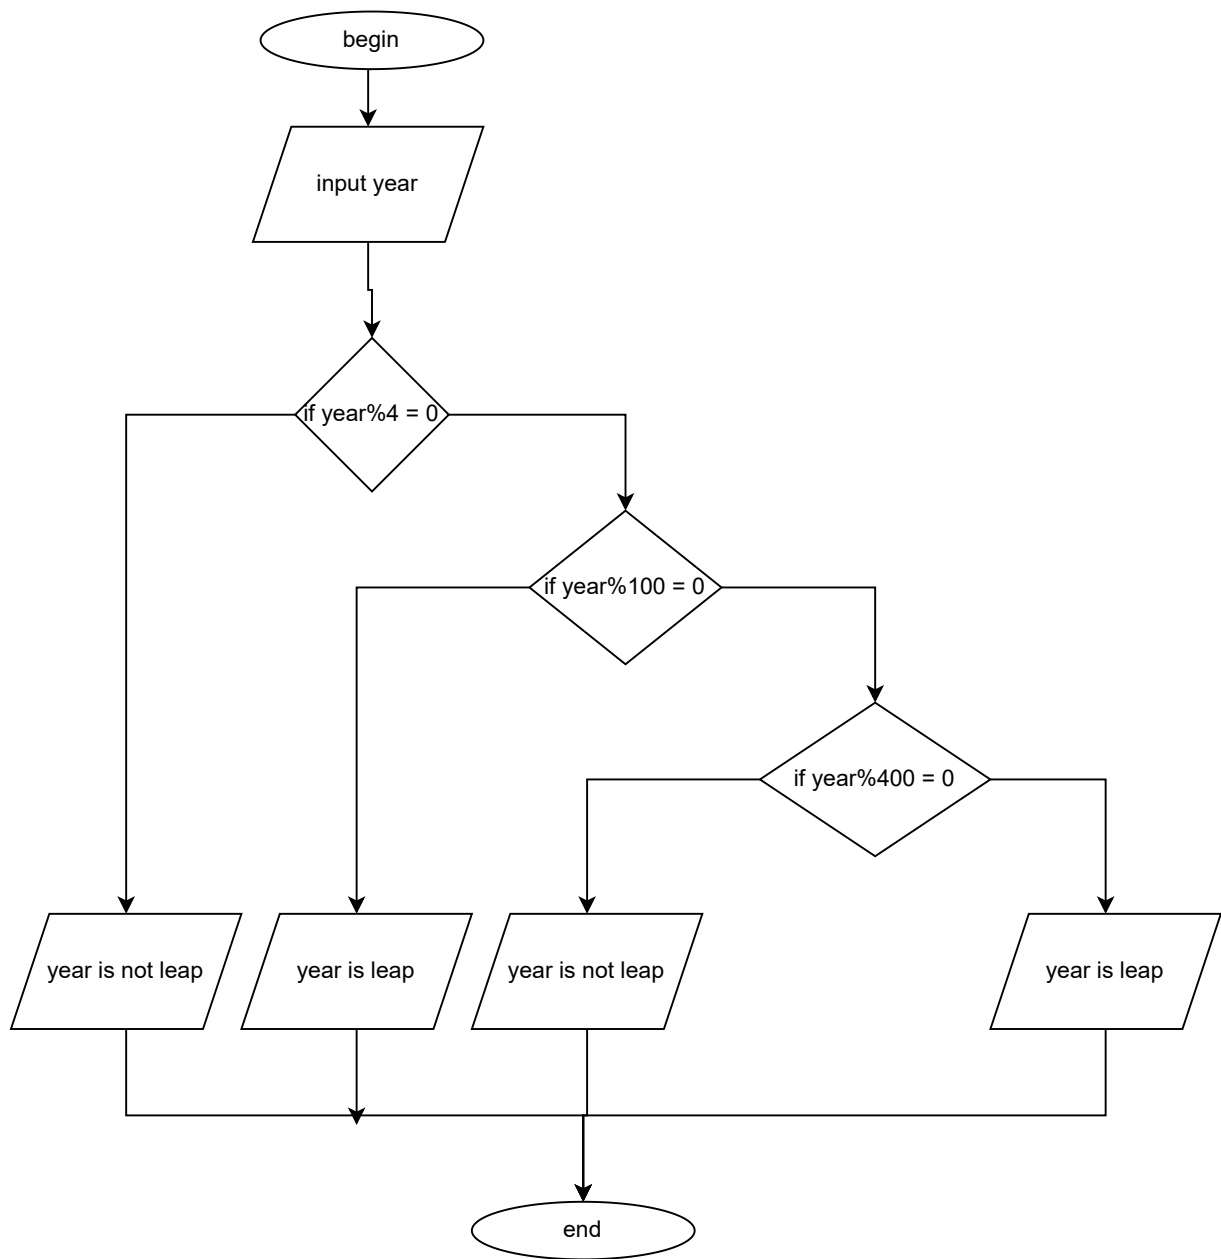 begin
input year
if year%4 = 0
if year%100 = 0
if year%400 = 0
year is not leap
year is leap
year is not leap
year is leap
end